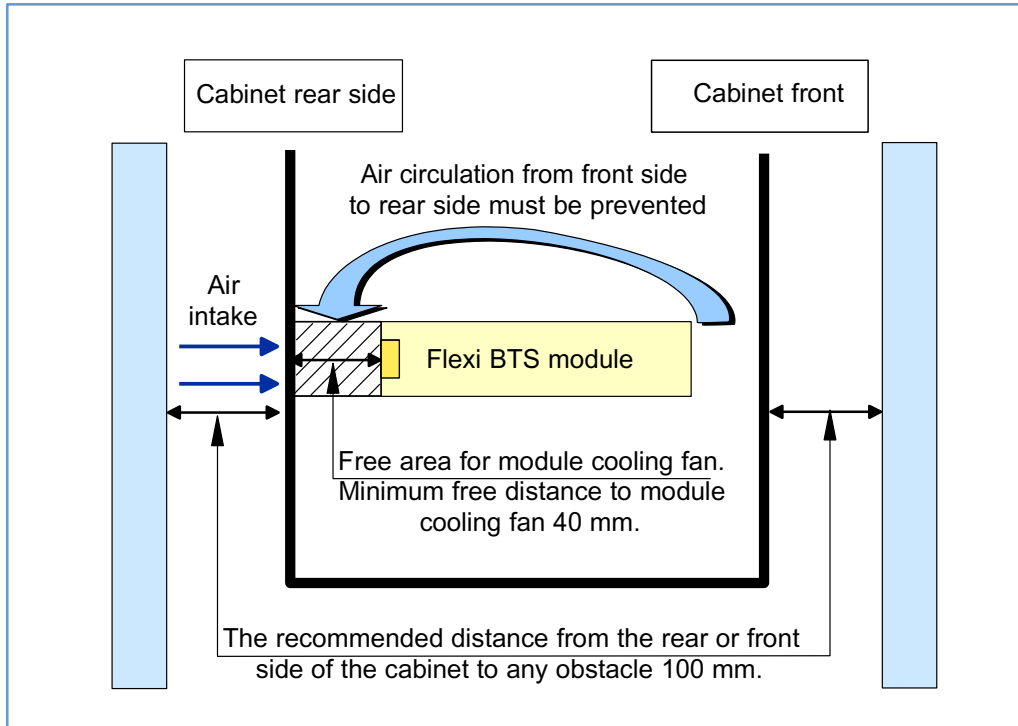 Cabinet rear side
Cabinet front
Air circulation from front side
to rear side must be prevented
Air
intake
Flexi BTS module
Free area for module cooling fan.
Minimum free distance to module
cooling fan 40 mm.
The recommended distance from the rear or front
side of the cabinet to any obstacle 100 mm.